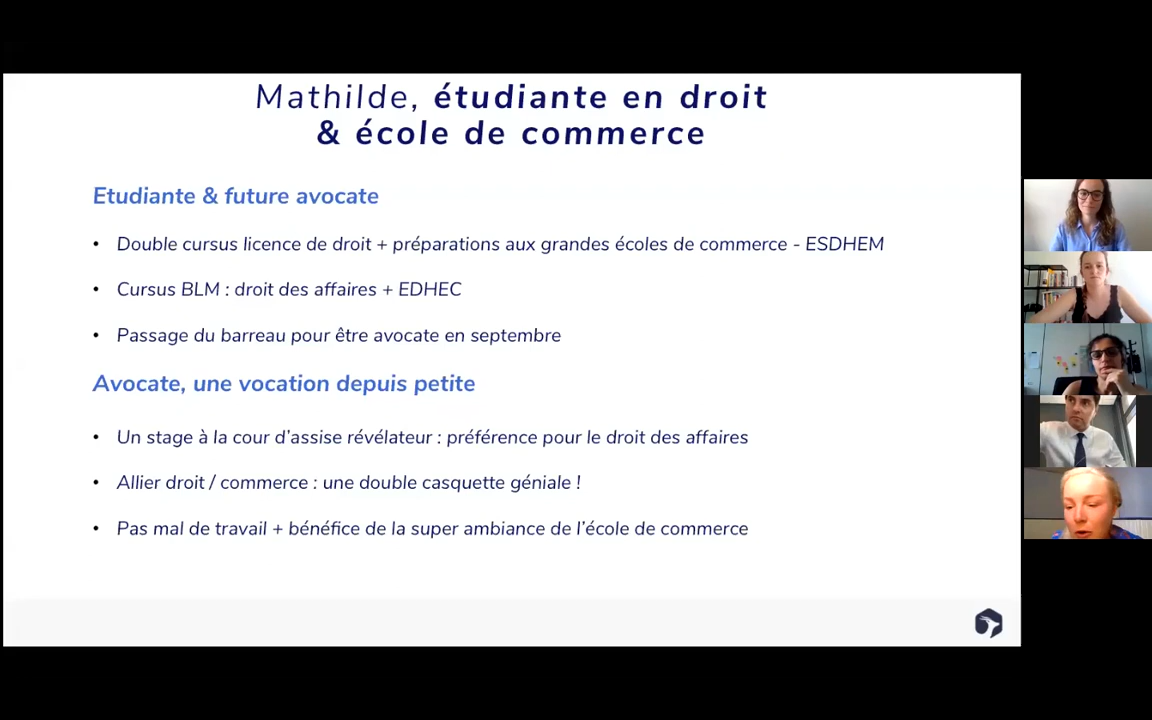 Mathilde, étudiante en droit
& école de commerce
Etudiante & future avocate
• Double cursus licence de droit + préparations aux grandes écoles de commerce - ESDHEM
• Cursus BLM : droit des affaires + EDHEC
• Passage du barreau pour être avocate en septembre
Avocate, une vocation depuis petite
• Un stage à la cour d'assise révélateur : préférence pour le droit des affaires
• Allier droit / commerce : une double casquette géniale !
• Pas mal de travail + bénéfice de la super ambiance de l'école de commerce